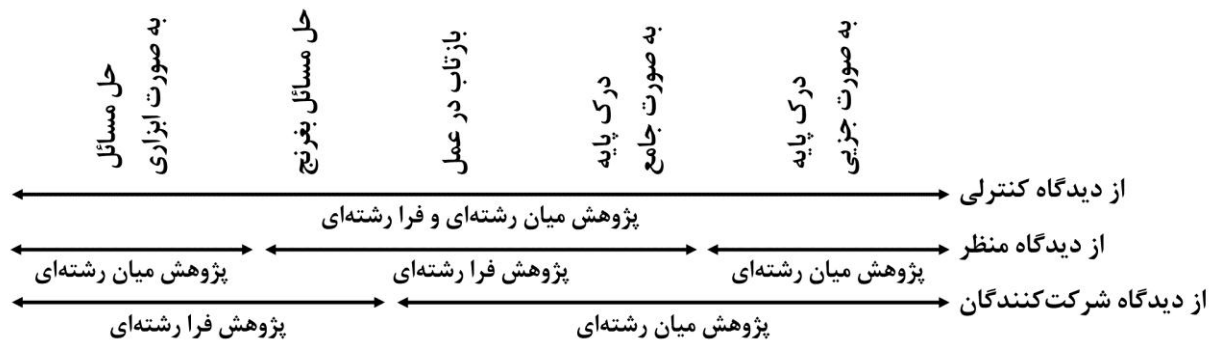 درک پایه
به صورت جزیی
درک پایه
به صورت جامع
بازتاب در عمل
حل مسائل بغرنج
حل مسائل
به صورت ابزاری
از دیدگاه کنترلی
پژوهش میان رشته‌ای و فرا رشته‌ای
از دیدگاه منظر
پژوهش میان رشته‌ای
پژوهش فرا رشته‌ای
پژوهش میان رشته‌ای
از دیدگاه شرکت‌کنندگان
پژوهش میان رشته‌ای
پژوهش فرا رشته‌ای